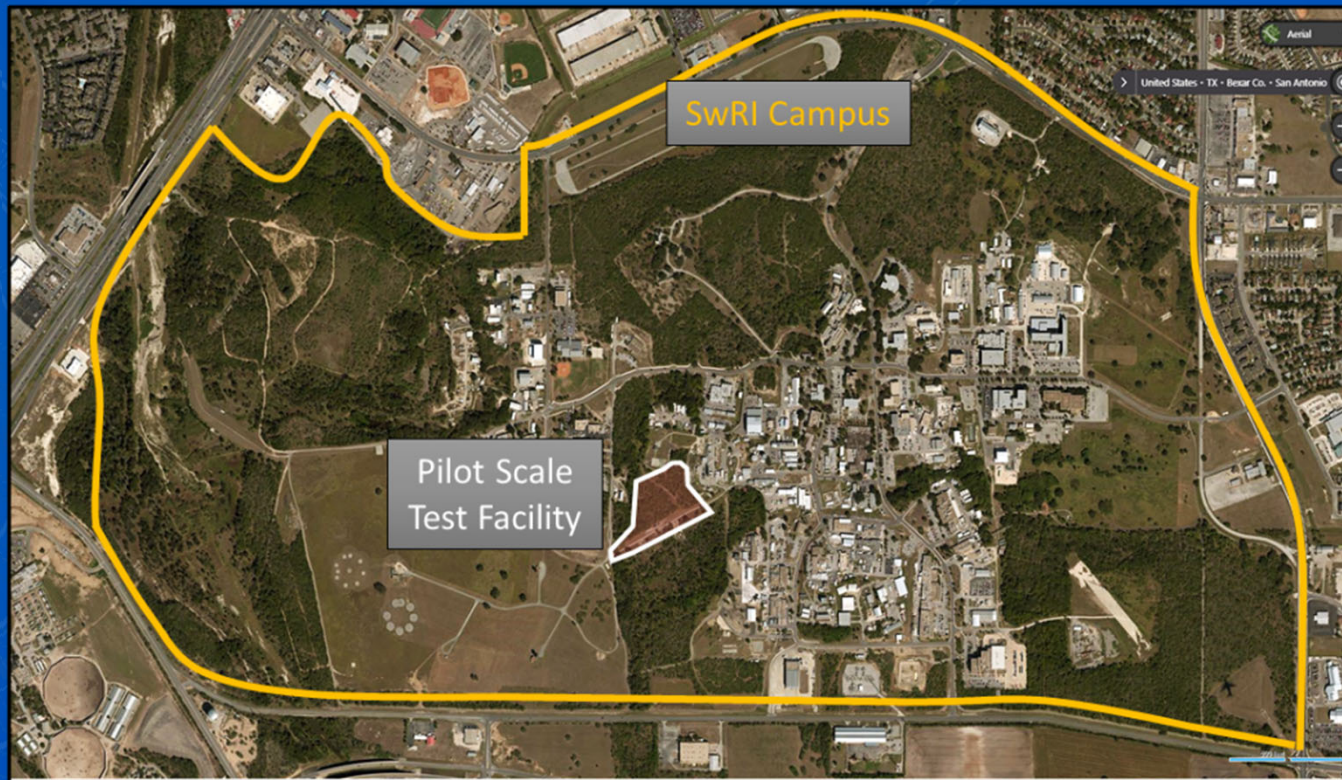 Aerial
United States - TX - Bexar Co. - San Antonio
SwRI Campus
Pilot Scale
Test Facility